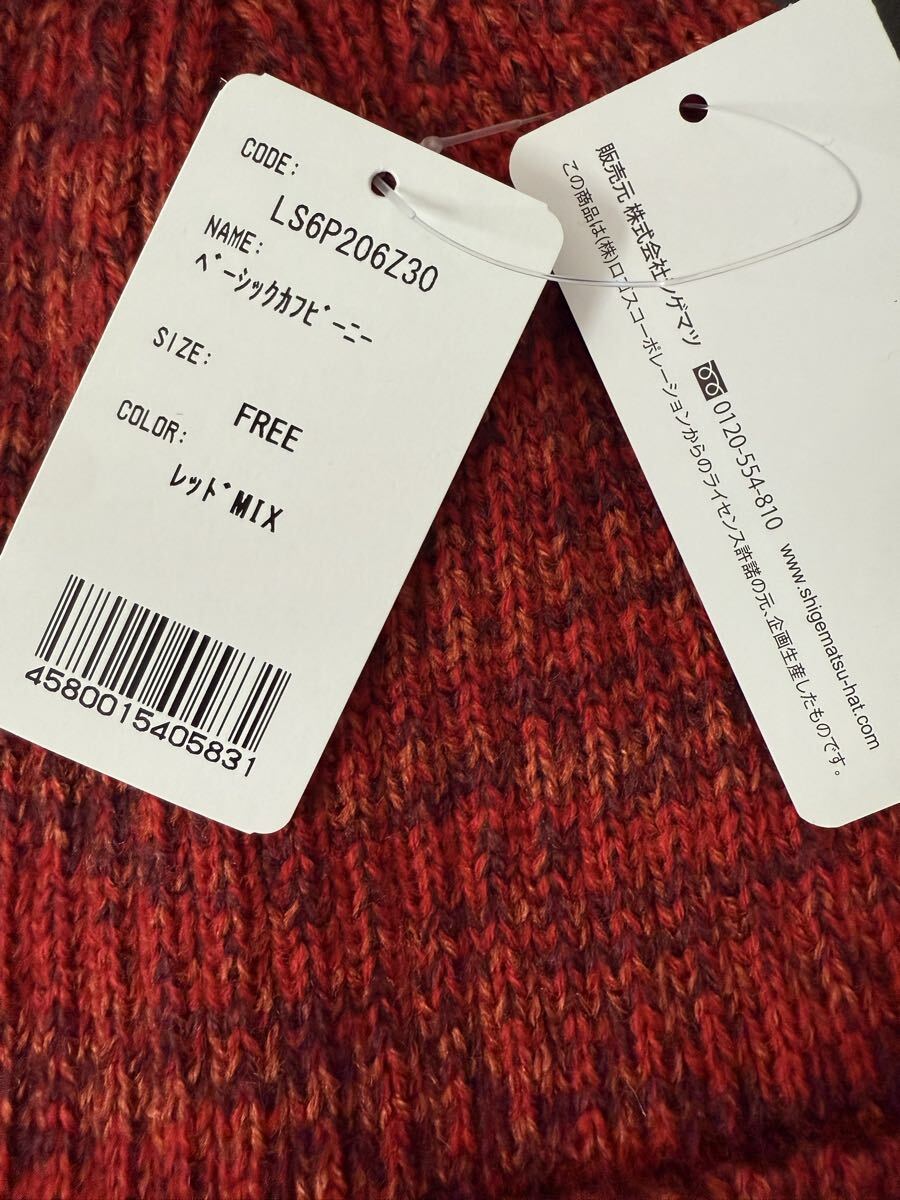 CODE:
LS6P206Z30
NAME:
ﾍﾞｰｼｯｸｶﾌﾋﾞｰﾆｰ
SIZE:
FREE
COLOR:
ﾚｯﾄﾞMIX
4580015405831
販売元 株式会社シゲマツ 0120-554-810 www.shigematsu-hat.com
この商品は(株)ロゴスコーポレーションからのライセンス許諾の元、企画生産したものです。